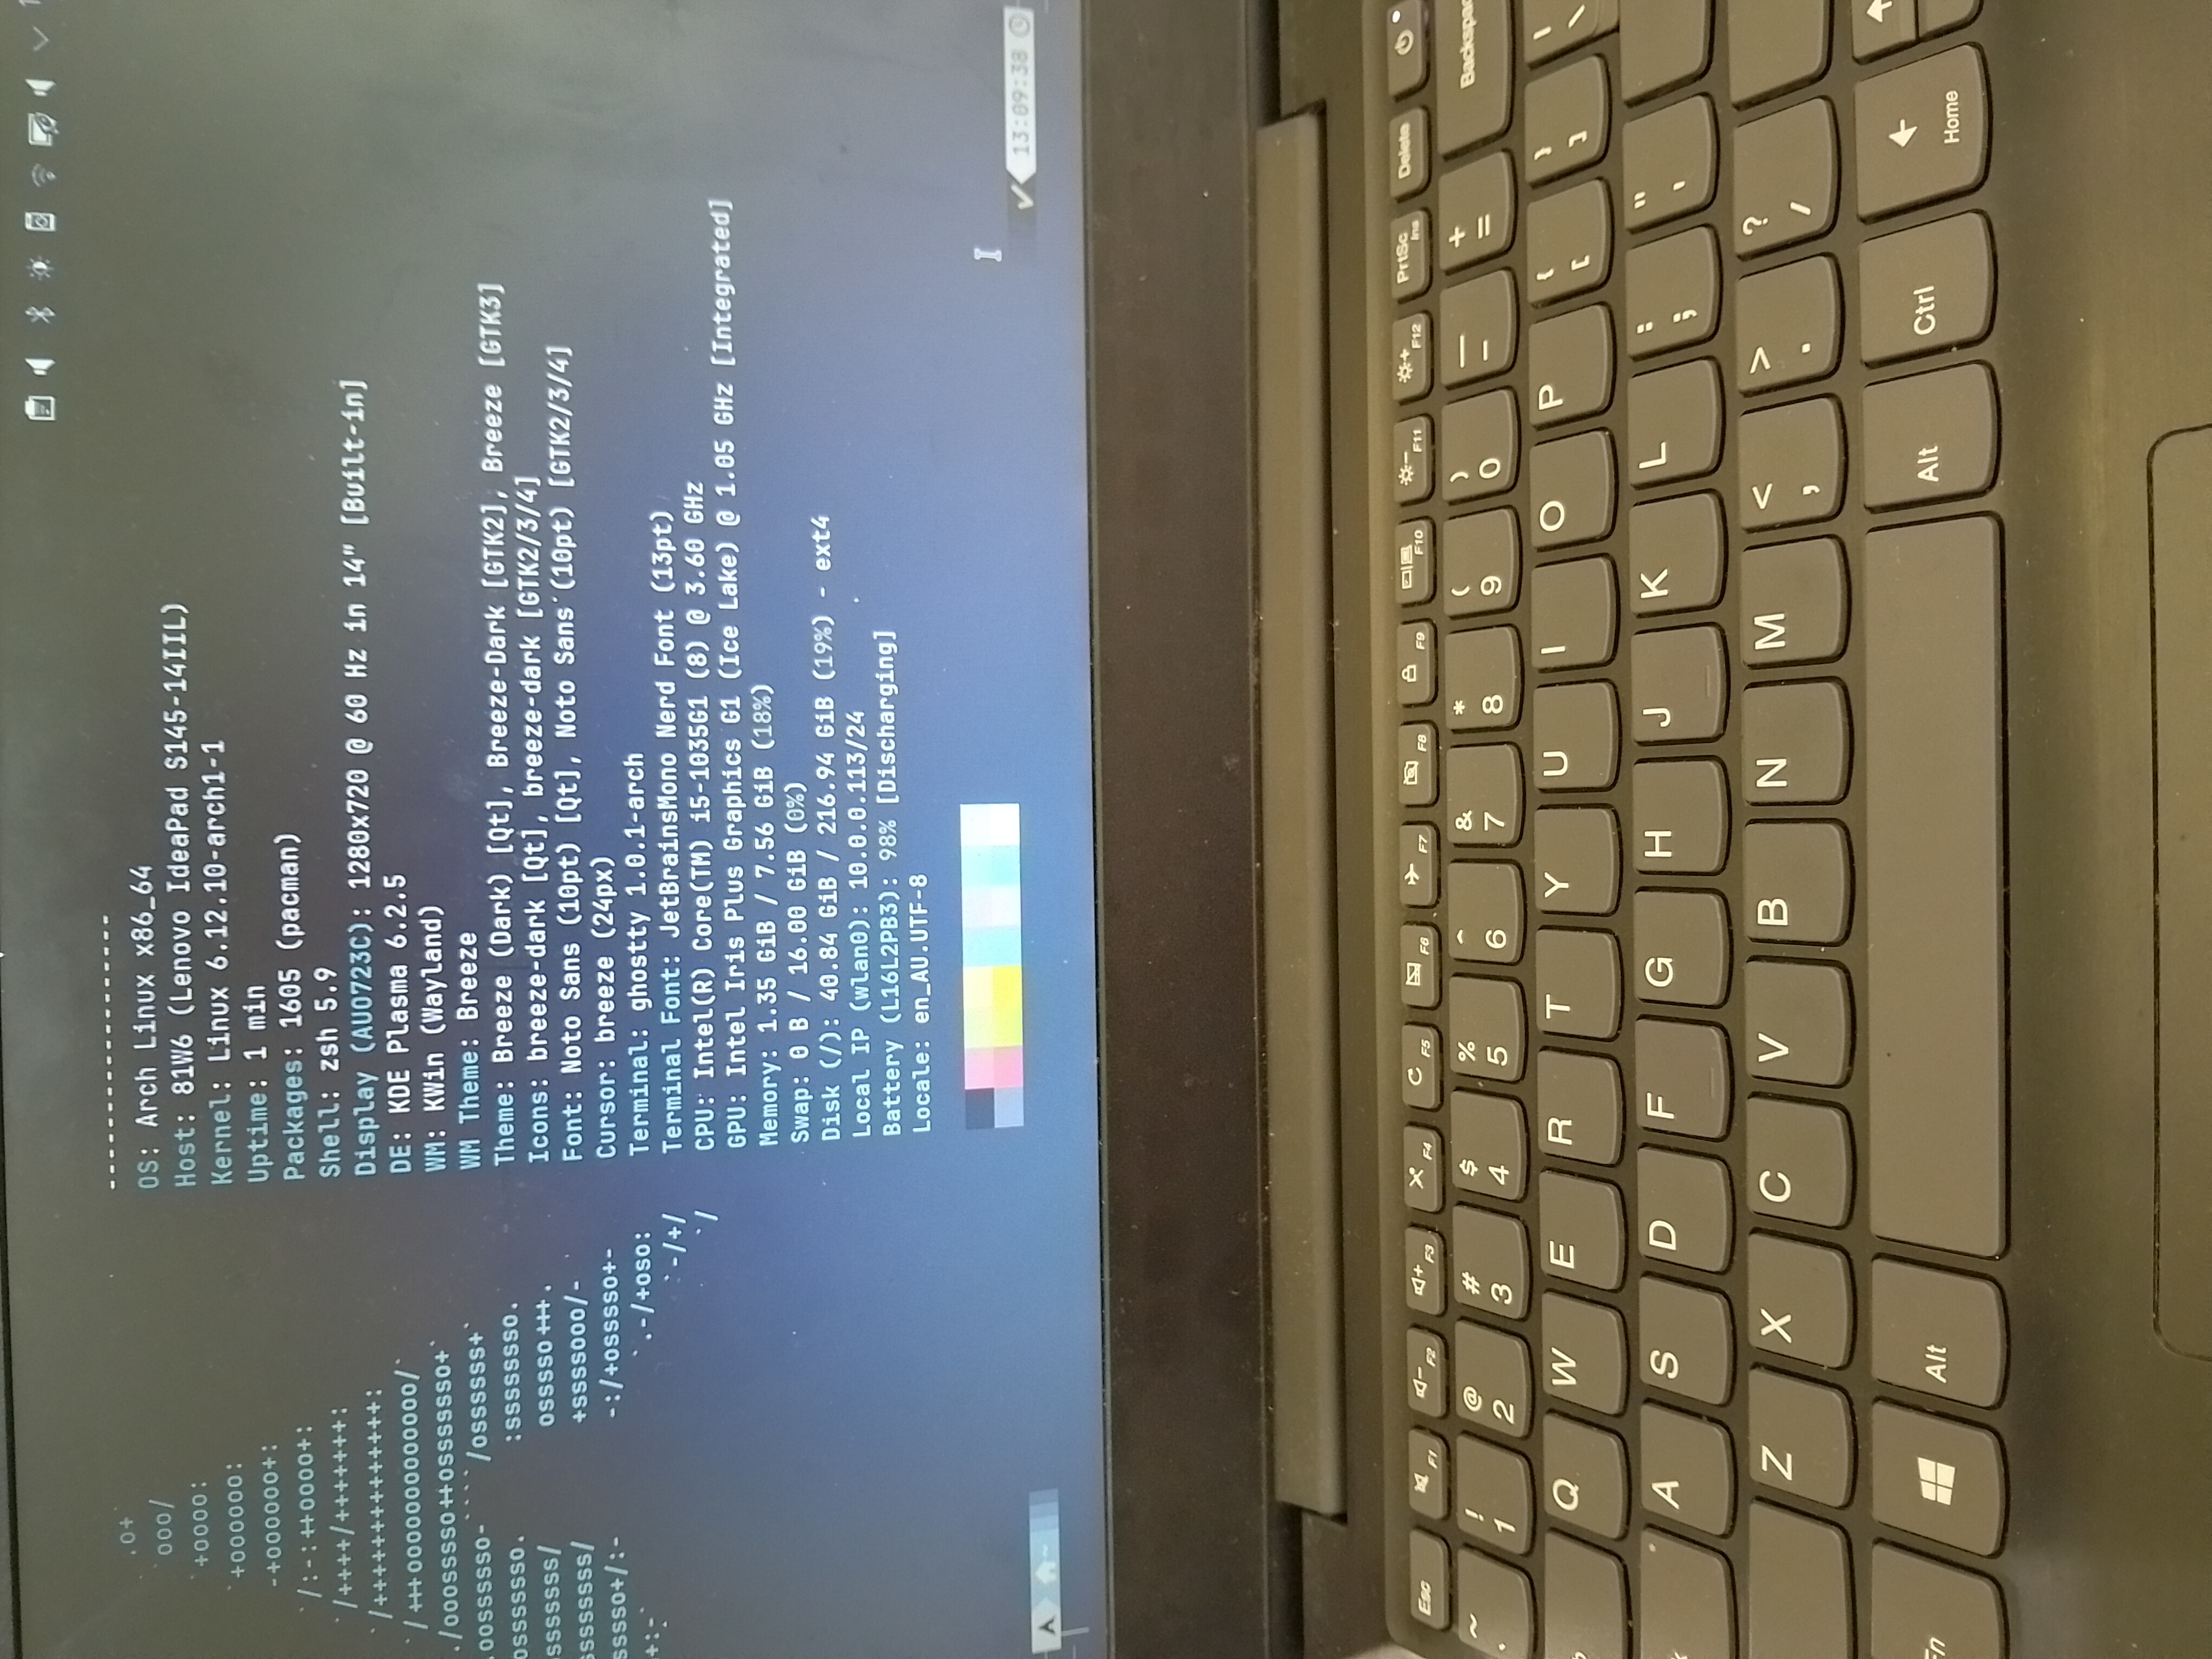 ------------------
OS: Arch Linux x86_64
Host: 81W6 (Lenovo IdeaPad S145-14IIL)
Kernel: Linux 6.12.10-arch1-1
Uptime: 1 min
Packages: 1605 (pacman)
Shell: zsh 5.9
Display (AUO723C): 1280x720 @ 60 Hz in 14" [Built-in]
DE: KDE Plasma 6.2.5
WM: KWin (Wayland)
WM Theme: Breeze
Theme: Breeze (Dark) [Qt], Breeze-Dark [GTK2], Breeze [GTK3]
Icons: breeze-dark [Qt], breeze-dark [GTK2/3/4]
Font: Noto Sans (10pt) [Qt], Noto Sans (10pt) [GTK2/3/4]
Cursor: breeze (24px)
Terminal: ghostty 1.0.1-arch
Terminal Font: JetBrainsMono Nerd Font (13pt)
CPU: Intel(R) Core(TM) i5-1035G1 (8) @ 3.60 GHz
GPU: Intel Iris Plus Graphics G1 (Ice Lake) @ 1.05 GHz [Integrated]
Memory: 1.35 GiB / 7.56 GiB (18%)
Swap: 0 B / 16.00 GiB (0%)
Disk (/): 40.84 GiB / 216.94 GiB (19%) - ext4
Local IP (wlan0): 10.0.0.113/24
Battery (L16L2PB3): 98% [Discharging]
Locale: en_AU.UTF-8
~ 13:09:38
Esc F1 F2 F3 F4 F5 F6 F7 F8 F9 F10 F11 F12 PrtSc Ins Delete
~ ! @ # $ % ^ & * ( ) — +
1 2 3 4 5 6 7 8 9 0 - = Backspac
Q W E R T Y U I O P { [ } ] | \
A S D F G H J K L : ; " '
Z X C V B N M < , > . ? /
Fn Alt Alt Ctrl Home